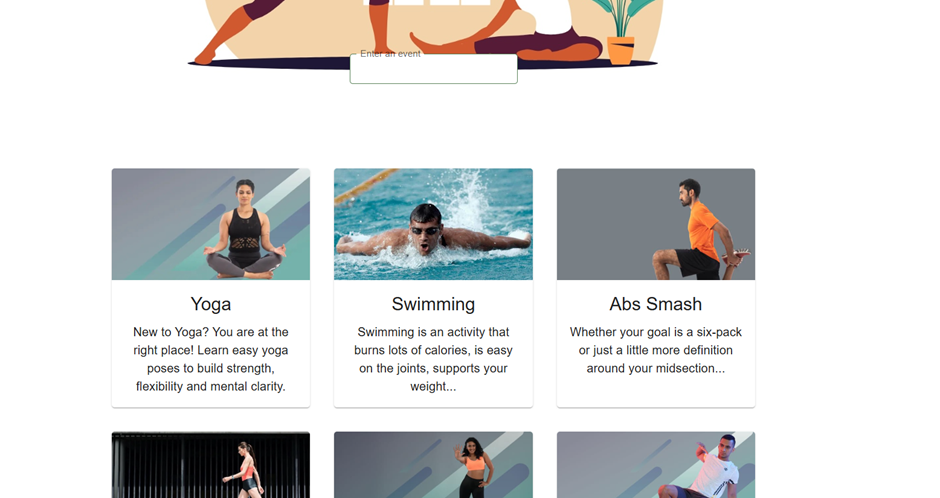 Enter an event
Yoga
New to Yoga? You are at the
right place! Learn easy yoga
poses to build strength,
flexibility and mental clarity.
Swimming
Swimming is an activity that
burns lots of calories, is easy
on the joints, supports your
weight...
Abs Smash
Whether your goal is a six-pack
or just a little more definition
around your midsection...